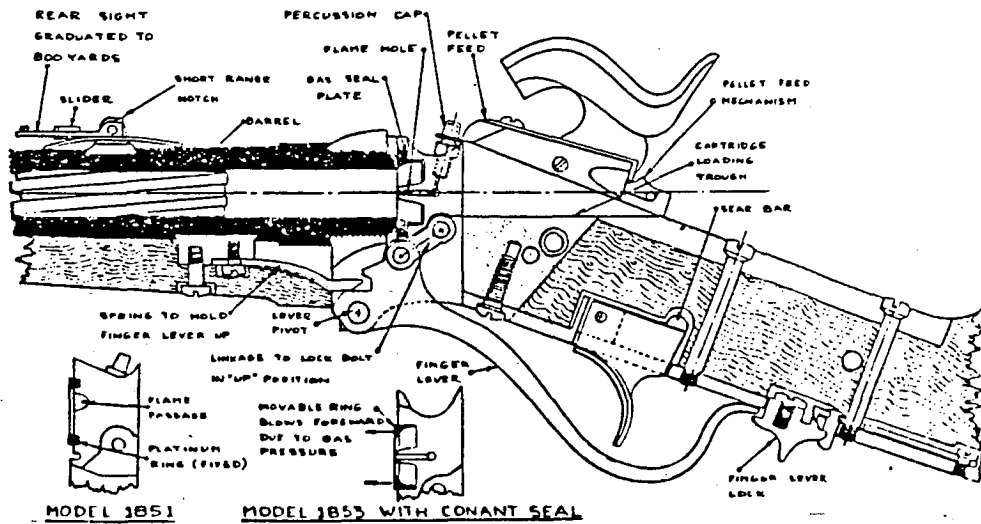 REAR SIGHT
GRADUATED TO
800 YARDS
SLIDER
SHORT RANGE
NOTCH
BARREL
PERCUSSION CAP
FLAME HOLE
GAS SEAL
PLATE
PELLET
FEED
PELLET FEED
MECHANISM
CARTRIDGE
LOADING
TROUGH
SEAR BAR
SPRING TO HOLD
FINGER LEVER UP
LEVER
PIVOT
LINKAGE TO LOCK BOLT
IN "UP" POSITION
FINGER
LEVER
FLAME
PASSAGE
PLATINUM
RING (FIXED)
MOVABLE RING
BLOWS FORWARD
DUE TO GAS
PRESSURE
FINGER LEVER
LOCK
MODEL 1851
MODEL 1853 WITH CONANT SEAL